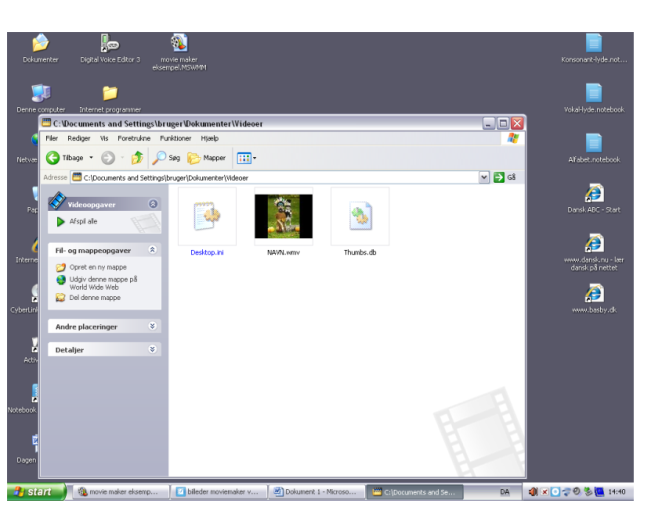 Dokumenter
Digital Voice Editor 3
movie maker
eksempel.MSWMM
Konsonant-lyde.not...
Denne computer
Internet programmer
Vokal-lyde.notebook
C:\Documents and Settings\bruger\Dokumenter\Videoer
Filer Rediger Vis Foretrukne Funktioner Hjælp
Tilbage Søg Mapper
Adresse C:\Documents and Settings\bruger\Dokumenter\Videoer Gå
Netvæ
Alfabet.notebook
Videoopgaver
Afspil alle
Pap
Dansk ABC - Start
Fil- og mappeopgaver
Desktop.ini
NAVN.wmv
Thumbs.db
Opret en ny mappe
Udgiv denne mappe på
World Wide Web
Del denne mappe
Interne
www.dansk.nu - lær
dansk på nettet
CyberLink
www.basby.dk
Andre placeringer
Detaljer
Activ
Notebook
Dagen
start
movie maker eksemp...
billeder moviemaker v...
Dokument 1 - Microso...
C:\Documents and Se...
DA
14:40